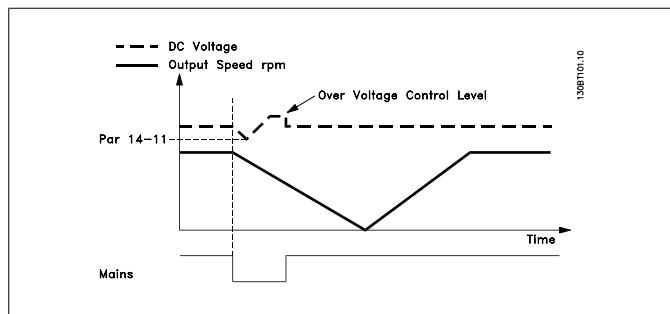 DC Voltage
Output Speed rpm
Over Voltage Control Level
Par 14-11
Time
Mains
130BT101.10